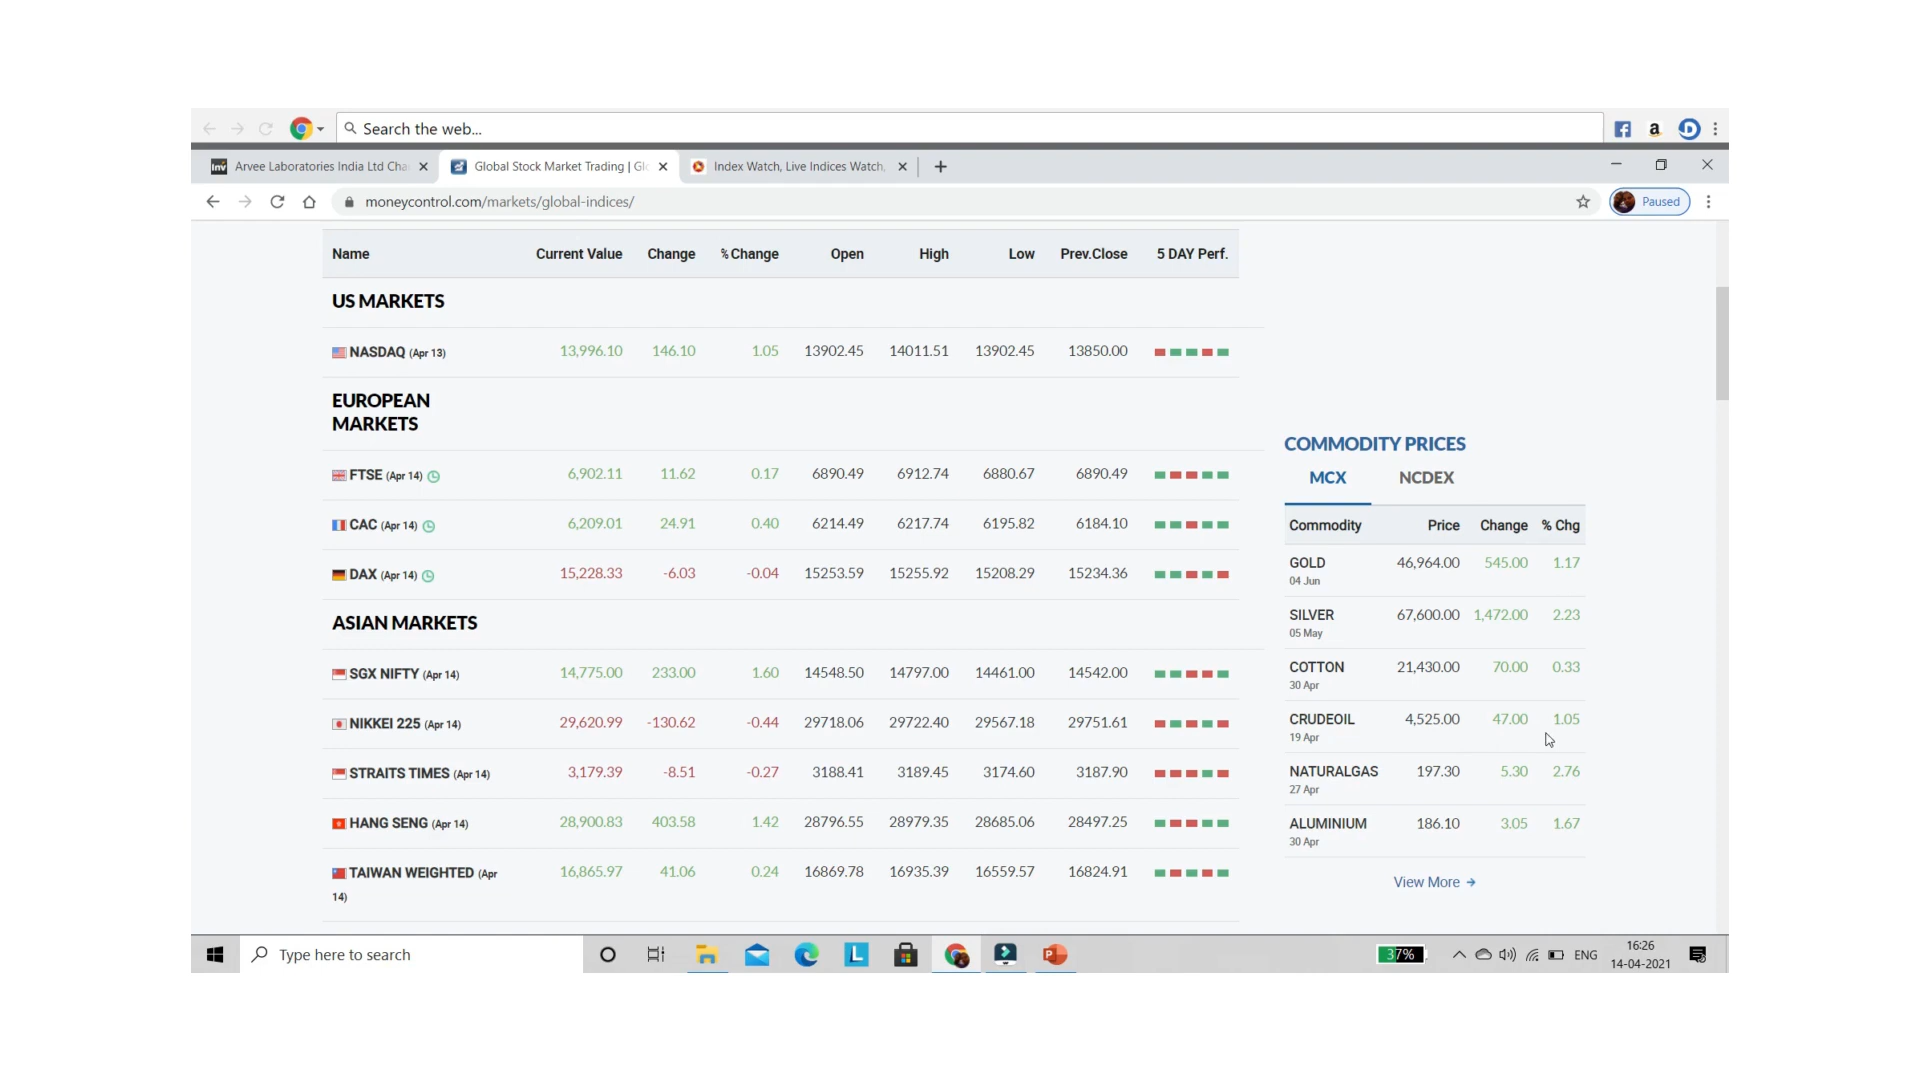 Search the web...
Arvee Laboratories India Ltd Cha
Global Stock Market Trading | Gl
Index Watch, Live Indices Watch,
moneycontrol.com/markets/global-indices/
Paused
Name Current Value Change % Change Open High Low Prev.Close 5 DAY Perf.
US MARKETS
NASDAQ (Apr 13) 13,996.10 146.10 1.05 13902.45 14011.51 13902.45 13850.00
EUROPEAN
MARKETS
FTSE (Apr 14) 6,902.11 11.62 0.17 6890.49 6912.74 6880.67 6890.49
CAC (Apr 14) 6,209.01 24.91 0.40 6214.49 6217.74 6195.82 6184.10
DAX (Apr 14) 15,228.33 -6.03 -0.04 15253.59 15255.92 15208.29 15234.36
ASIAN MARKETS
SGX NIFTY (Apr 14) 14,775.00 233.00 1.60 14548.50 14797.00 14461.00 14542.00
NIKKEI 225 (Apr 14) 29,620.99 -130.62 -0.44 29718.06 29722.40 29567.18 29751.61
STRAITS TIMES (Apr 14) 3,179.39 -8.51 -0.27 3188.41 3189.45 3174.60 3187.90
HANG SENG (Apr 14) 28,900.83 403.58 1.42 28796.55 28979.35 28685.06 28497.25
TAIWAN WEIGHTED (Apr 16,865.97 41.06 0.24 16869.78 16935.39 16559.57 16824.91
14)
COMMODITY PRICES
MCX NCDEX
Commodity Price Change % Chg
GOLD 46,964.00 545.00 1.17
04 Jun
SILVER 67,600.00 1,472.00 2.23
05 May
COTTON 21,430.00 70.00 0.33
30 Apr
CRUDEOIL 4,525.00 47.00 1.05
19 Apr
NATURALGAS 197.30 5.30 2.76
27 Apr
ALUMINIUM 186.10 3.05 1.67
30 Apr
View More
Type here to search
37%
ENG
16:26
14-04-2021